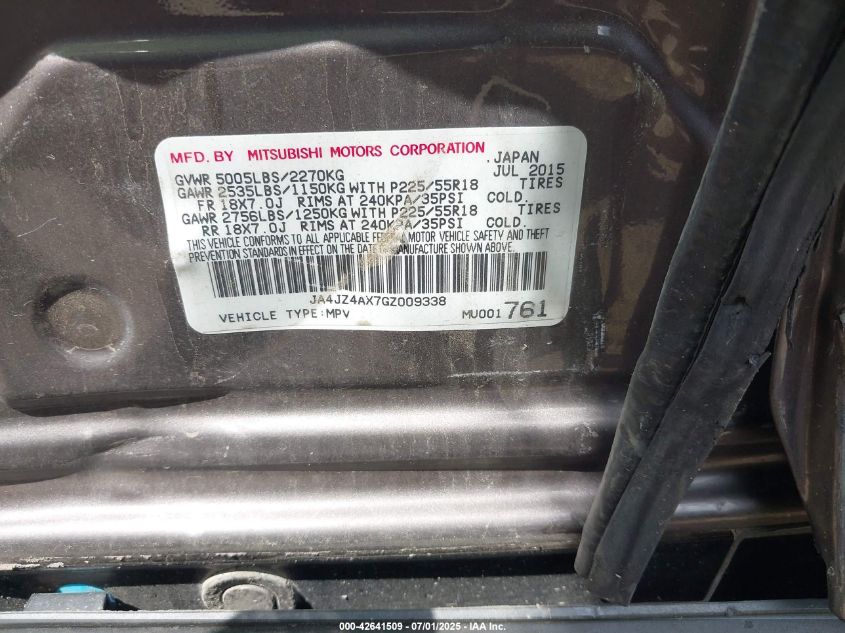 MFD. BY MITSUBISHI MOTORS CORPORATION JAPAN
GVWR 5005LBS/2270KG JUL 2015
GAWR 2535LBS/1150KG WITH P225/55R18 TIRES
FR 18X7.0J RIMS AT 240KPA/35PSI COLD.
GAWR 2756LBS/1250KG WITH P225/55R18 TIRES
RR 18X7.0J RIMS AT 240KPA/35PSI COLD.
THIS VEHICLE CONFORMS TO ALL APPLICABLE FEDERAL MOTOR VEHICLE SAFETY AND THEFT
PREVENTION STANDARDS IN EFFECT ON THE DATE OF MANUFACTURE SHOWN ABOVE.
JA4JZ4AX7GZ009338
VEHICLE TYPE:MPV MU001 761
000-42641509 - 07/01/2025 - IAA Inc.